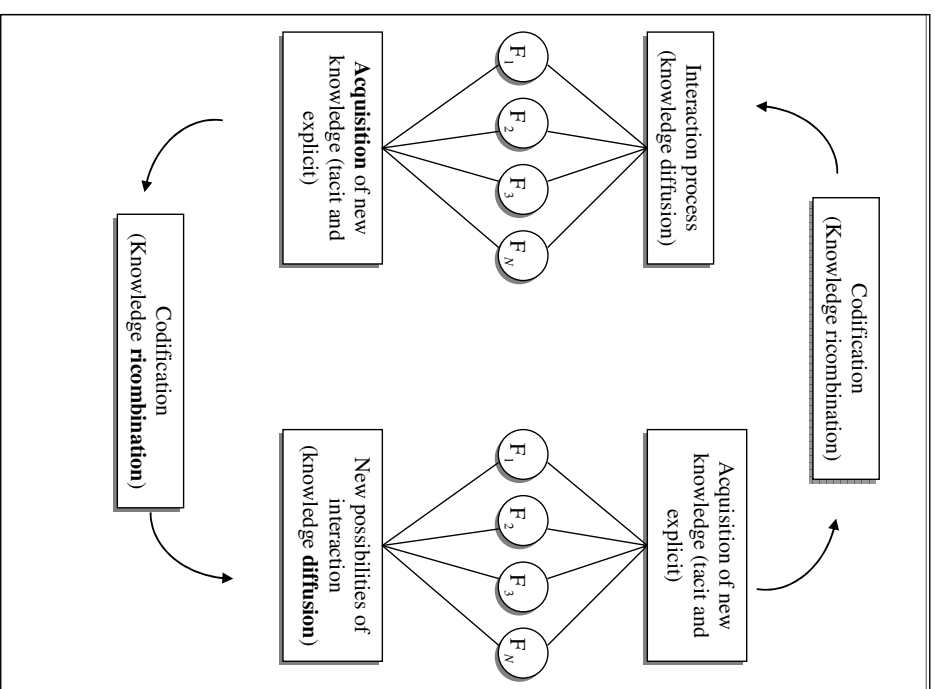 Codification
(Knowledge ricombination)
Interaction process
(knowledge diffusion)
Acquisition of new
knowledge (tacit and
explicit)
F1 F2 F3 FN
F1 F2 F3 FN
Acquisition of new
knowledge (tacit and
explicit)
New possibilities of
interaction
(knowledge diffusion)
Codification
(Knowledge ricombination)